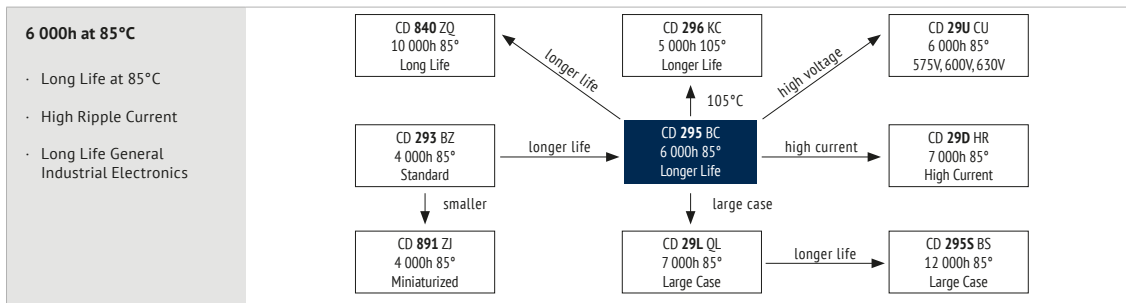 6 000h at 85°C
· Long Life at 85°C
· High Ripple Current
· Long Life General
Industrial Electronics
CD 840 ZQ
10 000h 85°
Long Life
CD 296 KC
5 000h 105°
Longer Life
CD 29U CU
6 000h 85°
575V, 600V, 630V
longer life
105°C
high voltage
CD 293 BZ
4 000h 85°
Standard
longer life
CD 295 BC
6 000h 85°
Longer Life
high current
CD 29D HR
7 000h 85°
High Current
smaller
large case
CD 891 ZJ
4 000h 85°
Miniaturized
CD 29L QL
7 000h 85°
Large Case
longer life
CD 295S BS
12 000h 85°
Large Case